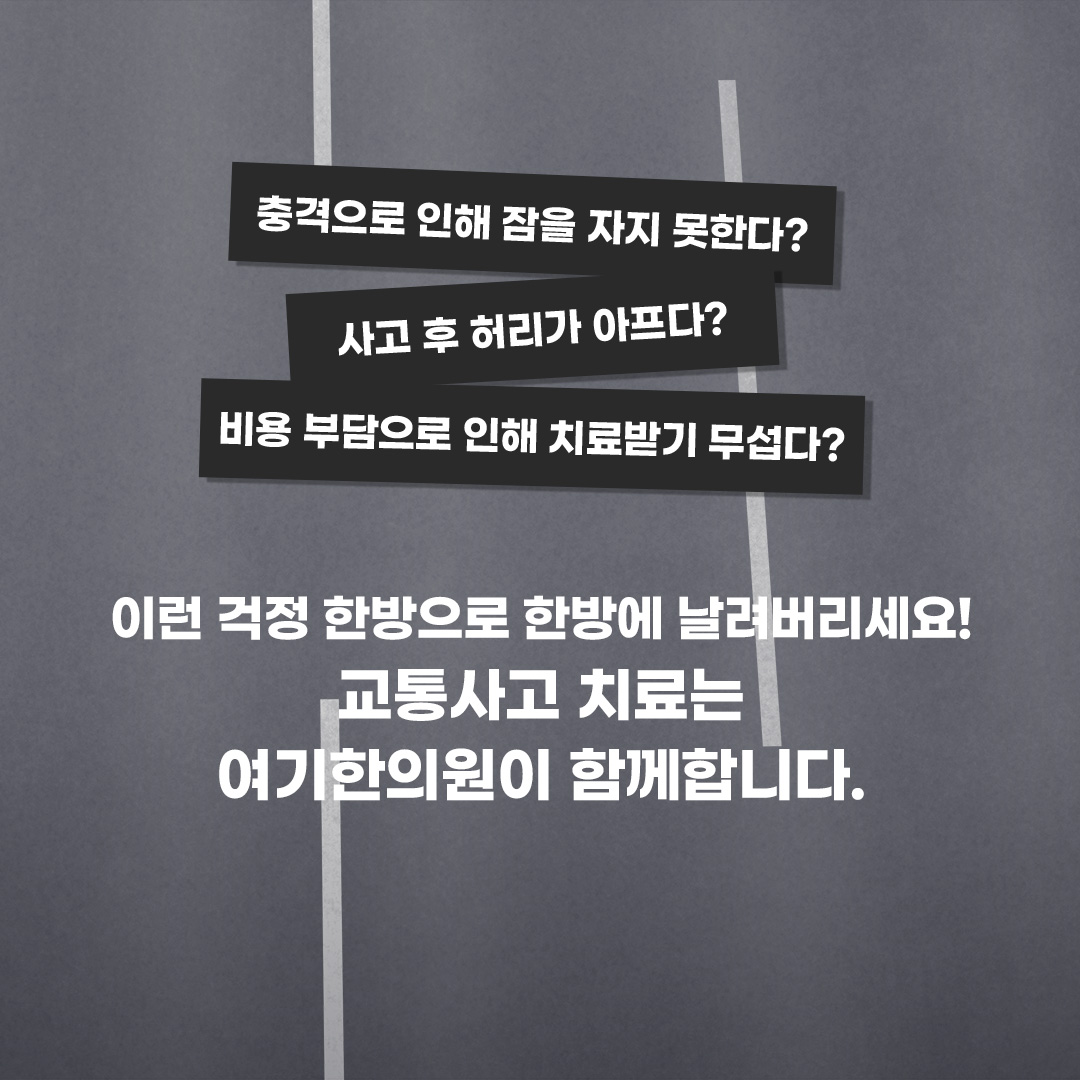 충격으로 인해 잠을 자지 못한다?
사고 후 허리가 아프다?
비용 부담으로 인해 치료받기 무섭다?
이런 걱정 한방으로 한방에 날려버리세요!
교통사고 치료는
여기한의원이 함께합니다.